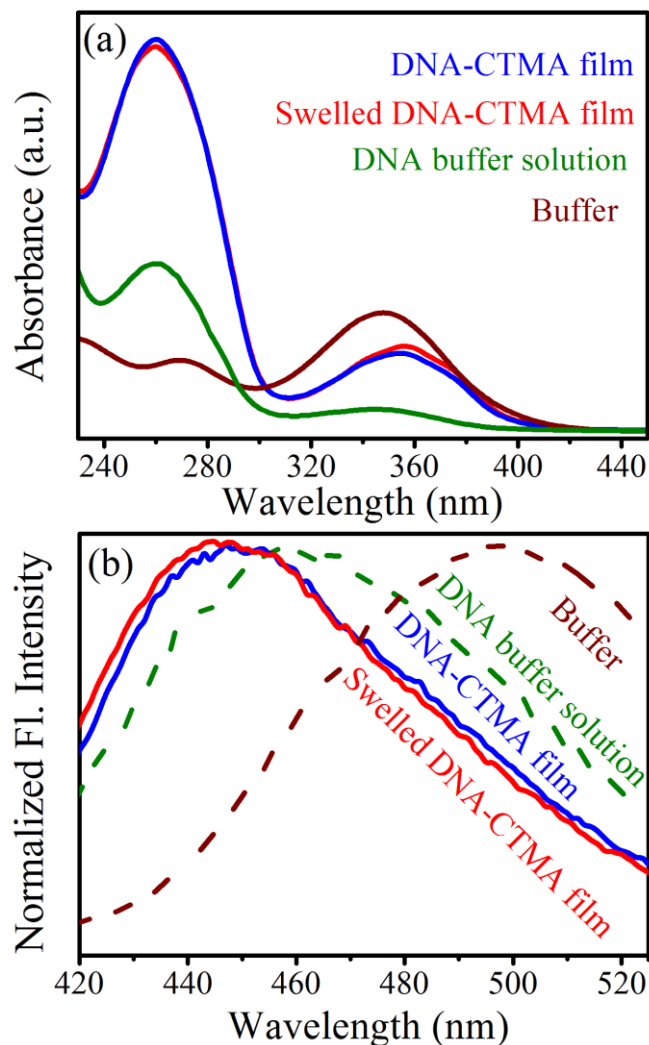 (a)
DNA-CTMA film
Swelled DNA-CTMA film
DNA buffer solution
Buffer
Absorbance (a.u.)
240 280 320 360 400 440
Wavelength (nm)
(b)
Buffer
DNA buffer solution
DNA-CTMA film
Swelled DNA-CTMA film
Normalized Fl. Intensity
420 440 460 480 500 520
Wavelength (nm)